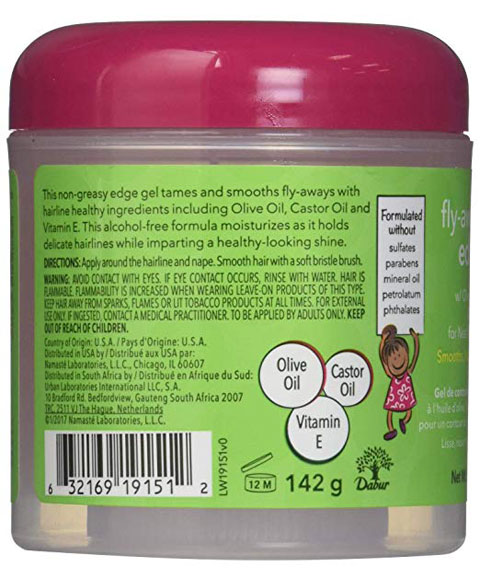 This non-greasy edge gel tames and smooths fly-aways with
hairline healthy ingredients including Olive Oil, Castor Oil and
Vitamin E. This alcohol-free formula moisturizes as it holds
delicate hairlines while imparting a healthy-looking shine.
DIRECTIONS: Apply around the hairline and nape. Smooth hair with a soft bristle brush.
WARNING: AVOID CONTACT WITH EYES. IF EYE CONTACT OCCURS, RINSE WITH WATER. HAIR IS
FLAMMABLE. FLAMMABILITY IS INCREASED WHEN WEARING LEAVE-ON PRODUCTS OF THIS TYPE.
KEEP HAIR AWAY FROM SPARKS, FLAMES OR LIT TOBACCO PRODUCTS AT ALL TIMES. FOR EXTERNAL
USE ONLY. IF INGESTED, CONTACT A MEDICAL PRACTITIONER. TO BE APPLIED BY ADULTS ONLY. KEEP
OUT OF REACH OF CHILDREN.
Country of Origin: U.S.A. / Pays d'Origine: U.S.A.
Distributed in USA by / Distribué aux USA par:
Namasté Laboratories, L.L.C., Chicago, IL 60607
Distributed in South Africa by / Distribué en Afrique du Sud:
Urban Laboratories International LLC, S.A.
10 Bradford Rd. Bedfordview, Gauteng South Africa 2007
TRC, 2511 VJ The Hague, Netherlands
©1/2017 Namasté Laboratories, L.L.C.
6 32169 19151 2
LW19151v0
Olive
Oil
Castor
Oil
Vitamin
E
12 M
142 g
Dabur
Formulated
without
sulfates
parabens
mineral oil
petrolatum
phthalates
fly-a
e
w/ O
for
Smooths
Gel de conto
à l'huile d'oliv
pour un contour
Lisse,
Net